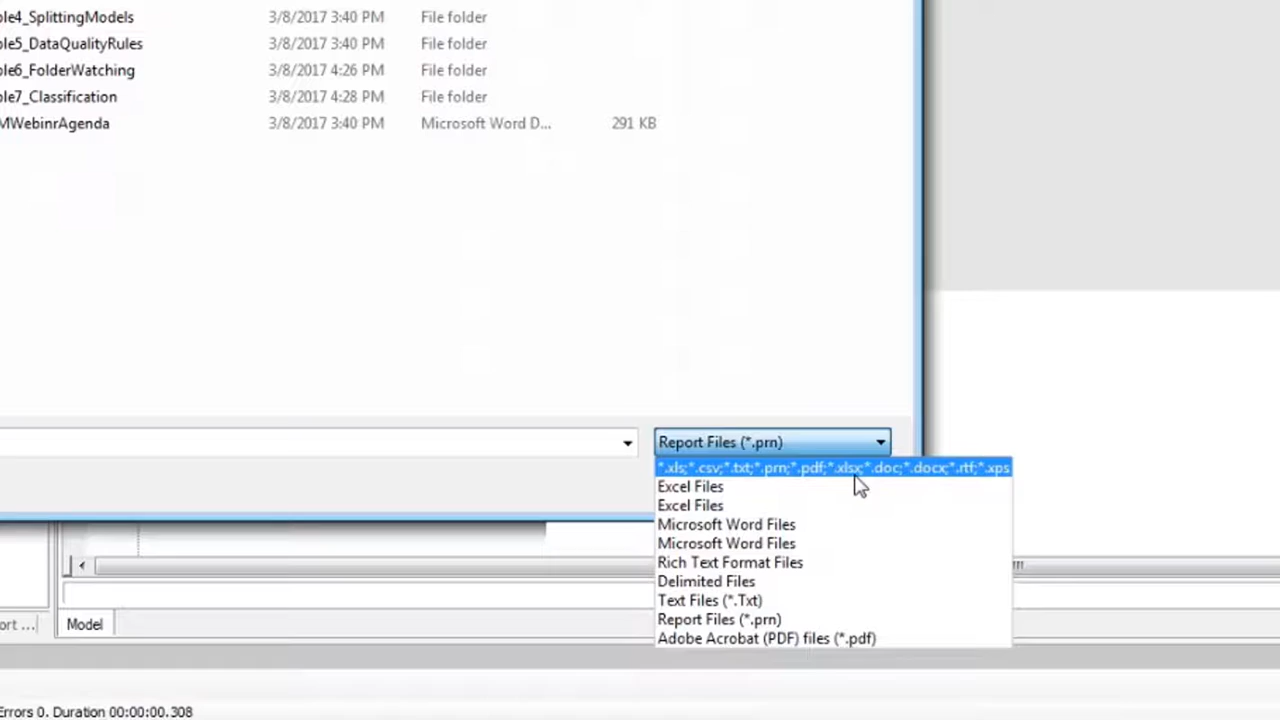 ole4_SplittingModels 3/8/2017 3:40 PM File folder
ole5_DataQualityRules 3/8/2017 3:40 PM File folder
ole6_FolderWatching 3/8/2017 4:26 PM File folder
ole7_Classification 3/8/2017 4:28 PM File folder
MWebinrAgenda 3/8/2017 3:40 PM Microsoft Word D... 291 KB
Report Files (*.prn)
*.xls;*.csv;*.txt;*.prn;*.pdf;*.xlsx;*.doc;*.docx;*.rtf;*.xps
Excel Files
Excel Files
Microsoft Word Files
Microsoft Word Files
Rich Text Format Files
Delimited Files
Text Files (*.Txt)
Report Files (*.prn)
Adobe Acrobat (PDF) files (*.pdf)
ort ... Model
Errors 0. Duration 00:00:00.308